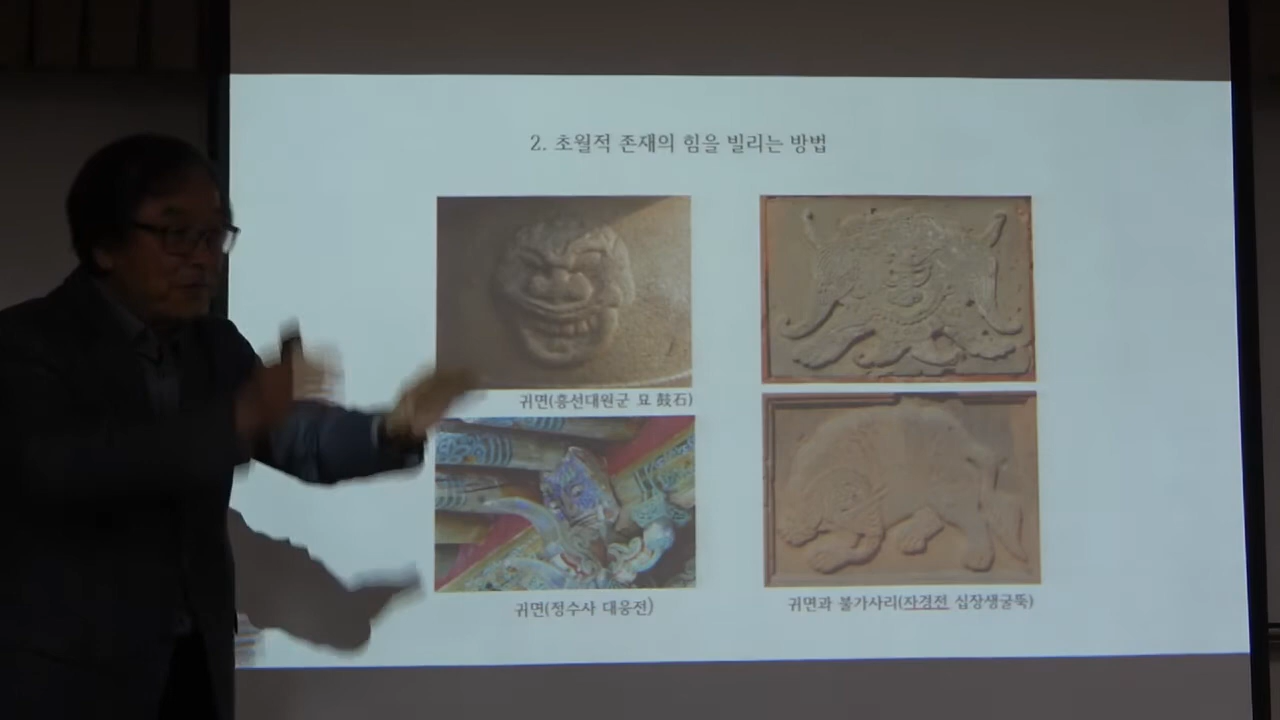 2. 초월적 존재의 힘을 빌리는 방법
귀면(흥선대원군 묘 鼓石)
귀면(정수사 대웅전)
귀면과 불가사리(자경전 십장생굴뚝)